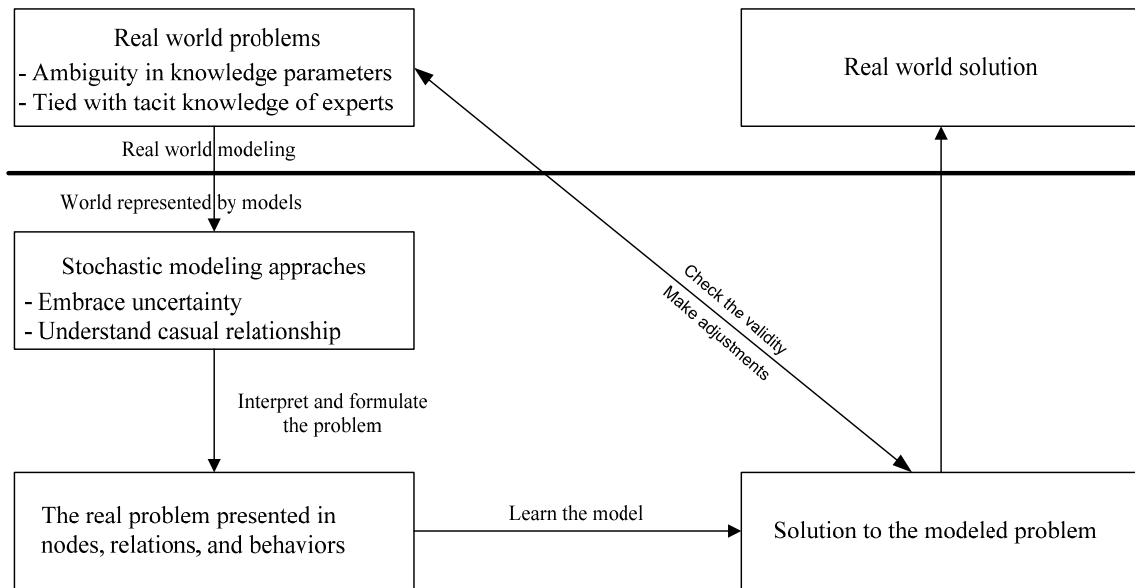 Real world problems
- Ambiguity in knowledge parameters
- Tied with tacit knowledge of experts
Real world solution
Real world modeling
World represented by models
Stochastic modeling appraches
- Embrace uncertainty
- Understand casual relationship
Check the validity
Make adjustments
Interpret and formulate
the problem
The real problem presented in
nodes, relations, and behaviors
Learn the model
Solution to the modeled problem